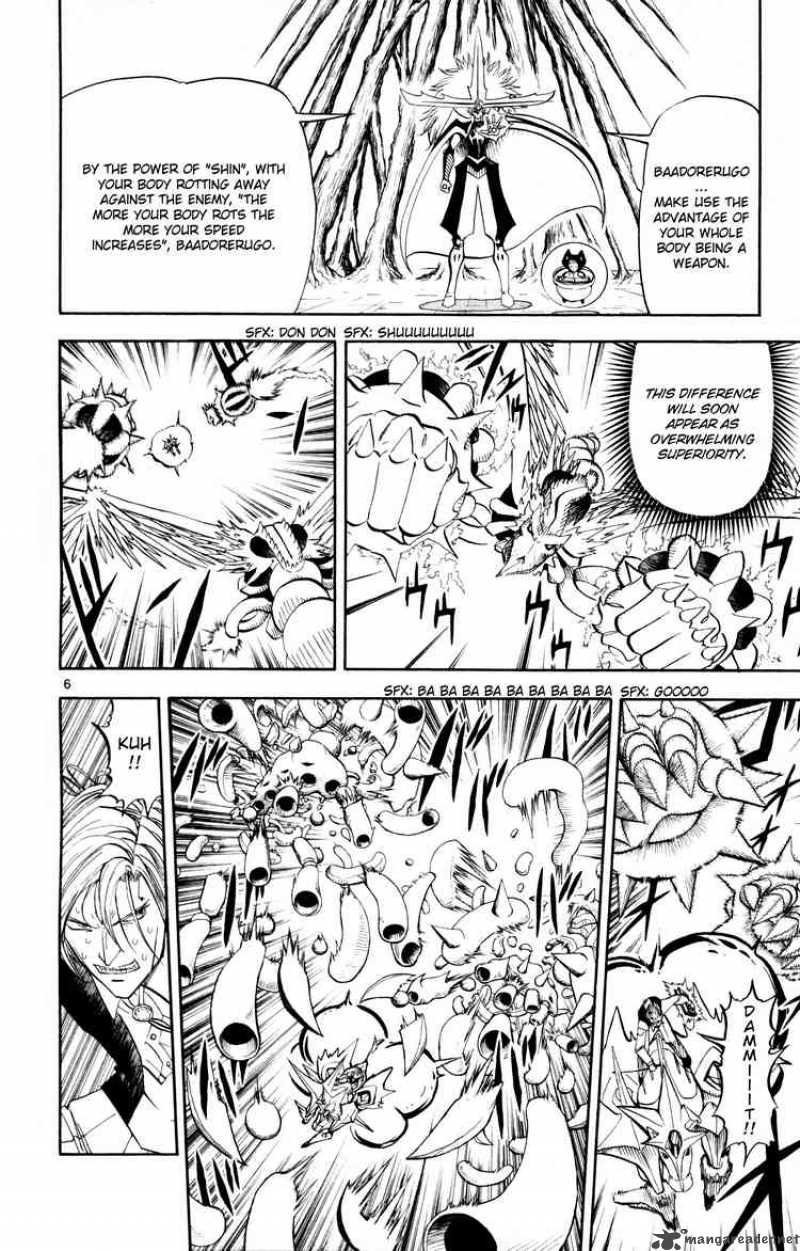 BAADORERUGO
...
MAKE USE THE
ADVANTAGE OF
YOUR WHOLE
BODY BEING A
WEAPON.
BY THE POWER OF "SHIN", WITH
YOUR BODY ROTTING AWAY
AGAINST THE ENEMY, "THE
MORE YOUR BODY ROTS THE
MORE YOUR SPEED
INCREASES", BAADORERUGO.
SFX: DON DON SFX: SHUUUUUUUUU
THIS DIFFERENCE
WILL SOON
APPEAR AS
OVERWHELMING
SUPERIORITY.
6
SFX: BA BA BA BA BA BA BA BA BA SFX: GOOOOO
DAMMIIIT!!
KUH
!!
mangareader.net